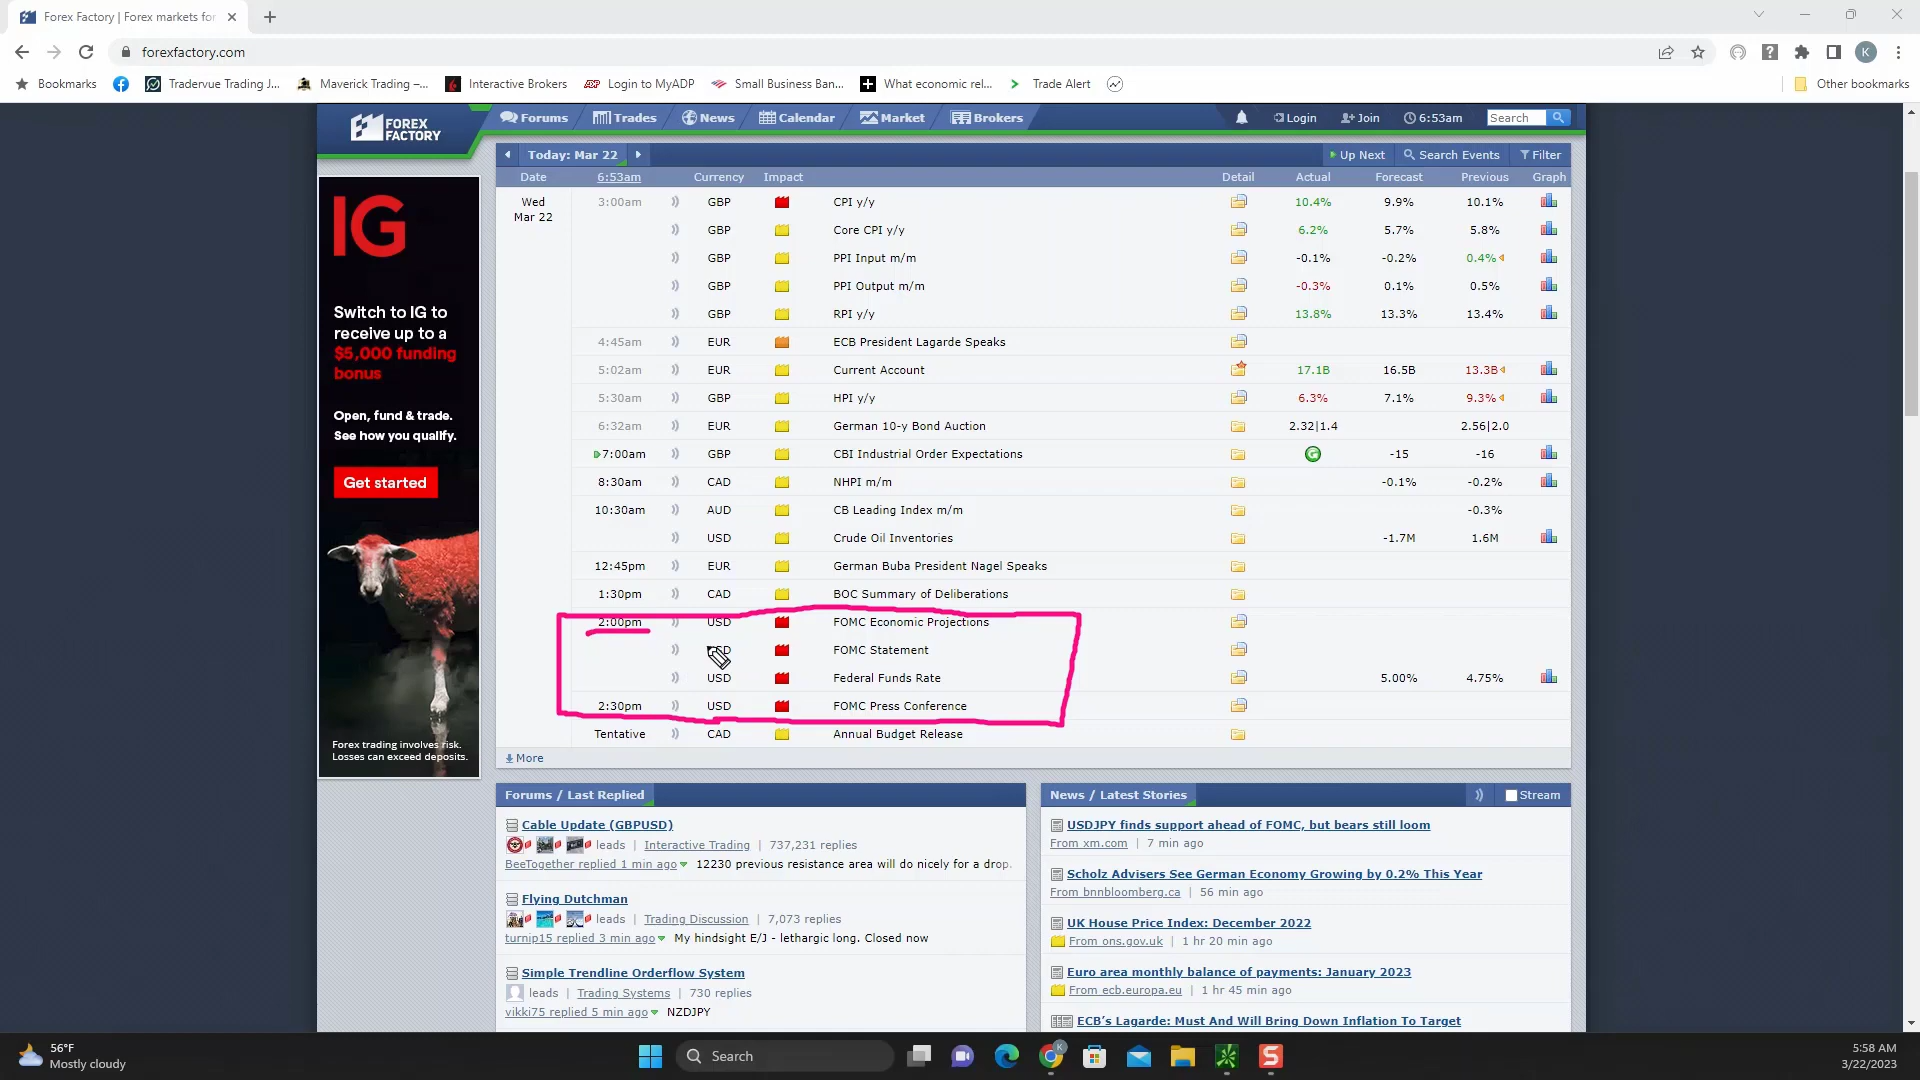 Forex Factory | Forex markets for
forexfactory.com
K
Bookmarks Tradervue Trading J... Maverick Trading –... Interactive Brokers Login to MyADP Small Business Ban... What economic rel... Trade Alert Other bookmarks
FOREX FACTORY
Forums Trades News Calendar Market Brokers Login Join 6:53am Search
Today: Mar 22 Up Next Search Events Filter
Date 6:53am Currency Impact Detail Actual Forecast Previous Graph
Wed Mar 22 3:00am GBP CPI y/y 10.4% 9.9% 10.1%
GBP Core CPI y/y 6.2% 5.7% 5.8%
GBP PPI Input m/m -0.1% -0.2% 0.4%
GBP PPI Output m/m -0.3% 0.1% 0.5%
GBP RPI y/y 13.8% 13.3% 13.4%
4:45am EUR ECB President Lagarde Speaks
5:02am EUR Current Account 17.1B 16.5B 13.3B
5:30am GBP HPI y/y 6.3% 7.1% 9.3%
6:32am EUR German 10-y Bond Auction 2.32|1.4 2.56|2.0
7:00am GBP CBI Industrial Order Expectations -15 -16
8:30am CAD NHPI m/m -0.1% -0.2%
10:30am AUD CB Leading Index m/m -0.3%
USD Crude Oil Inventories -1.7M 1.6M
12:45pm EUR German Buba President Nagel Speaks
1:30pm CAD BOC Summary of Deliberations
2:00pm USD FOMC Economic Projections
FOMC Statement
USD Federal Funds Rate 5.00% 4.75%
2:30pm USD FOMC Press Conference
Tentative CAD Annual Budget Release
More
IG
Switch to IG to
receive up to a
$5,000 funding
bonus
Open, fund & trade.
See how you qualify.
Get started
Forex trading involves risk.
Losses can exceed deposits.
Forums / Last Replied
Cable Update (GBPUSD)
leads | Interactive Trading | 737,231 replies
BeeTogether replied 1 min ago 12230 previous resistance area will do nicely for a drop.
Flying Dutchman
leads | Trading Discussion | 7,073 replies
turnip15 replied 3 min ago My hindsight E/J - lethargic long. Closed now
Simple Trendline Orderflow System
leads | Trading Systems | 730 replies
vikki75 replied 5 min ago NZDJPY
News / Latest Stories Stream
USDJPY finds support ahead of FOMC, but bears still loom
From xm.com | 7 min ago
Scholz Advisers See German Economy Growing by 0.2% This Year
From bnnbloomberg.ca | 56 min ago
UK House Price Index: December 2022
From ons.gov.uk | 1 hr 20 min ago
Euro area monthly balance of payments: January 2023
From ecb.europa.eu | 1 hr 45 min ago
ECB's Lagarde: Must And Will Bring Down Inflation To Target
56°F
Mostly cloudy
Search
5:58 AM
3/22/2023